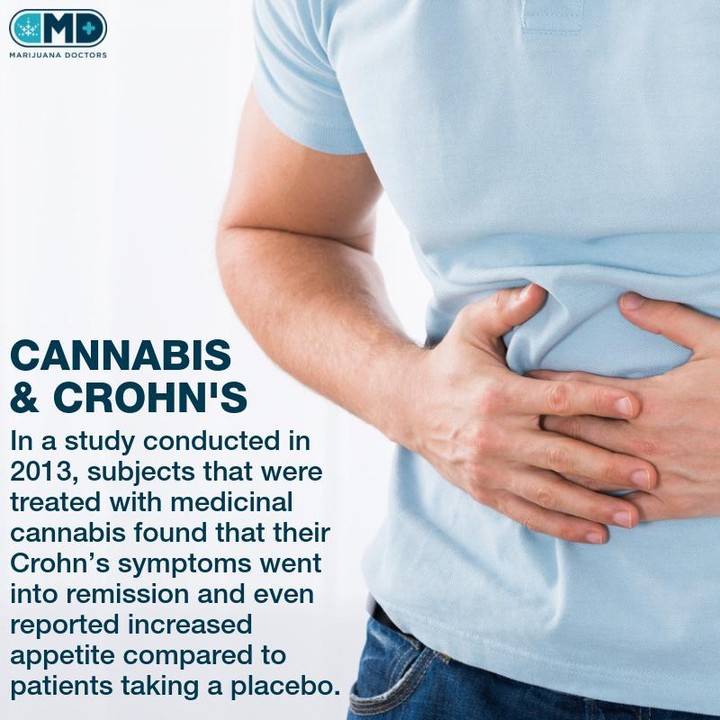 MD
MARIJUANA DOCTORS
CANNABIS
& CROHN'S
In a study conducted in
2013, subjects that were
treated with medicinal
cannabis found that their
Crohn’s symptoms went
into remission and even
reported increased
appetite compared to
patients taking a placebo.